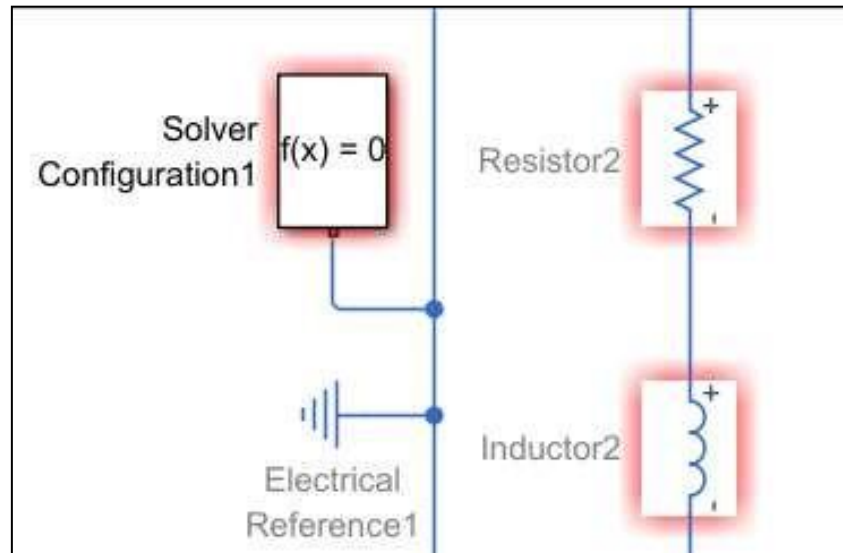 Solver
Configuration1
f(x) = 0
Resistor2
+
-
+
Inductor2
-
Electrical
Reference1